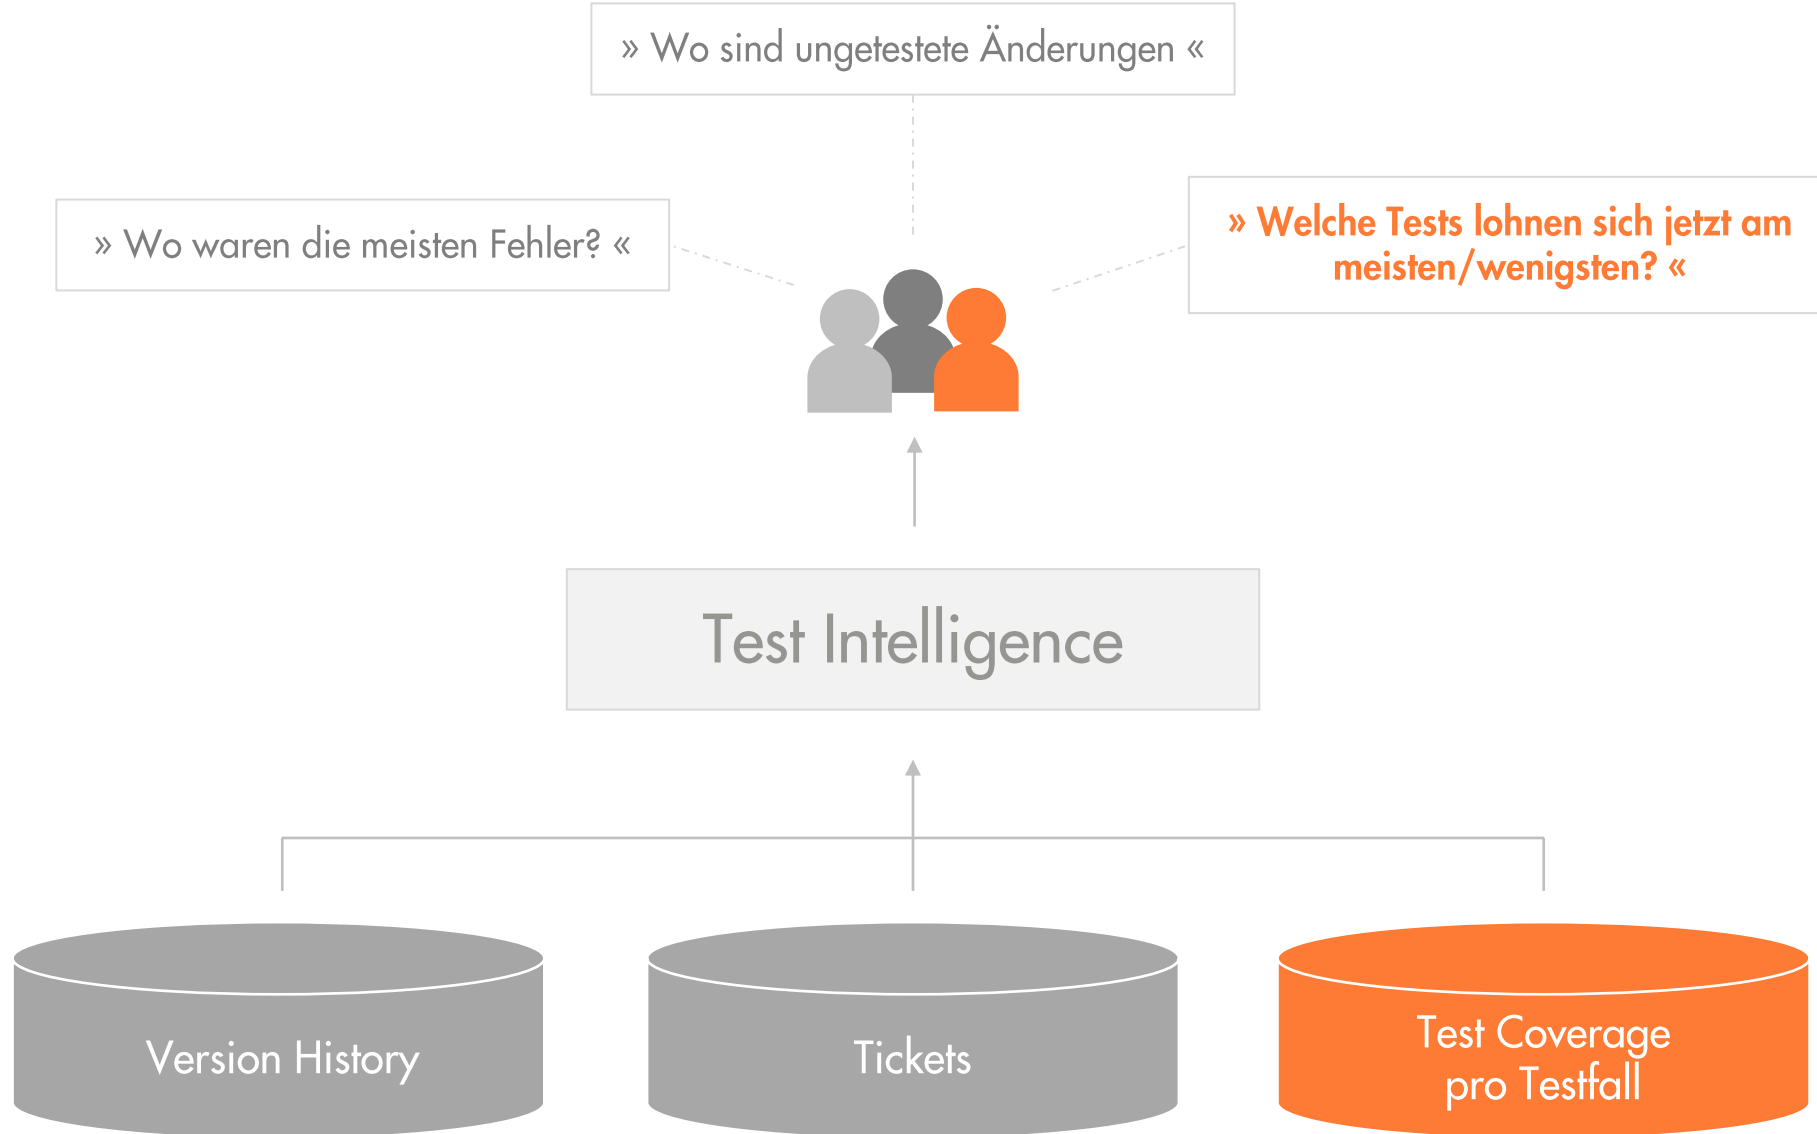 » Wo sind ungetestete Änderungen «
» Wo waren die meisten Fehler? «
» Welche Tests lohnen sich jetzt am
meisten/wenigsten? «
Test Intelligence
Version History
Tickets
Test Coverage
pro Testfall